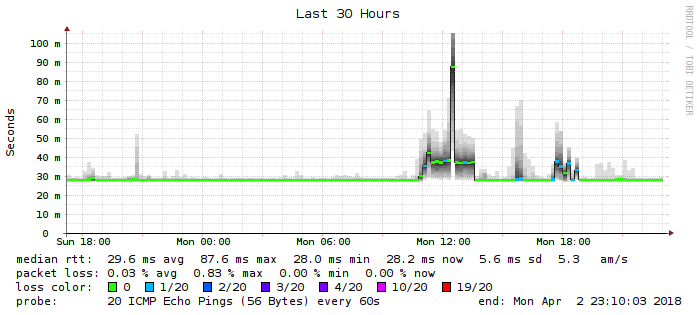 Last 30 Hours
RRDTOOL / TOBI OETIKER
Seconds
100 m
90 m
80 m
70 m
60 m
50 m
40 m
30 m
20 m
10 m
0
Sun 18:00 Mon 00:00 Mon 06:00 Mon 12:00 Mon 18:00
median rtt: 29.6 ms avg 87.6 ms max 28.0 ms min 28.2 ms now 5.6 ms sd 5.3 am/s
packet loss: 0.03 % avg 0.83 % max 0.00 % min 0.00 % now
loss color: 0 1/20 2/20 3/20 4/20 10/20 19/20
probe: 20 ICMP Echo Pings (56 Bytes) every 60s end: Mon Apr 2 23:10:03 2018